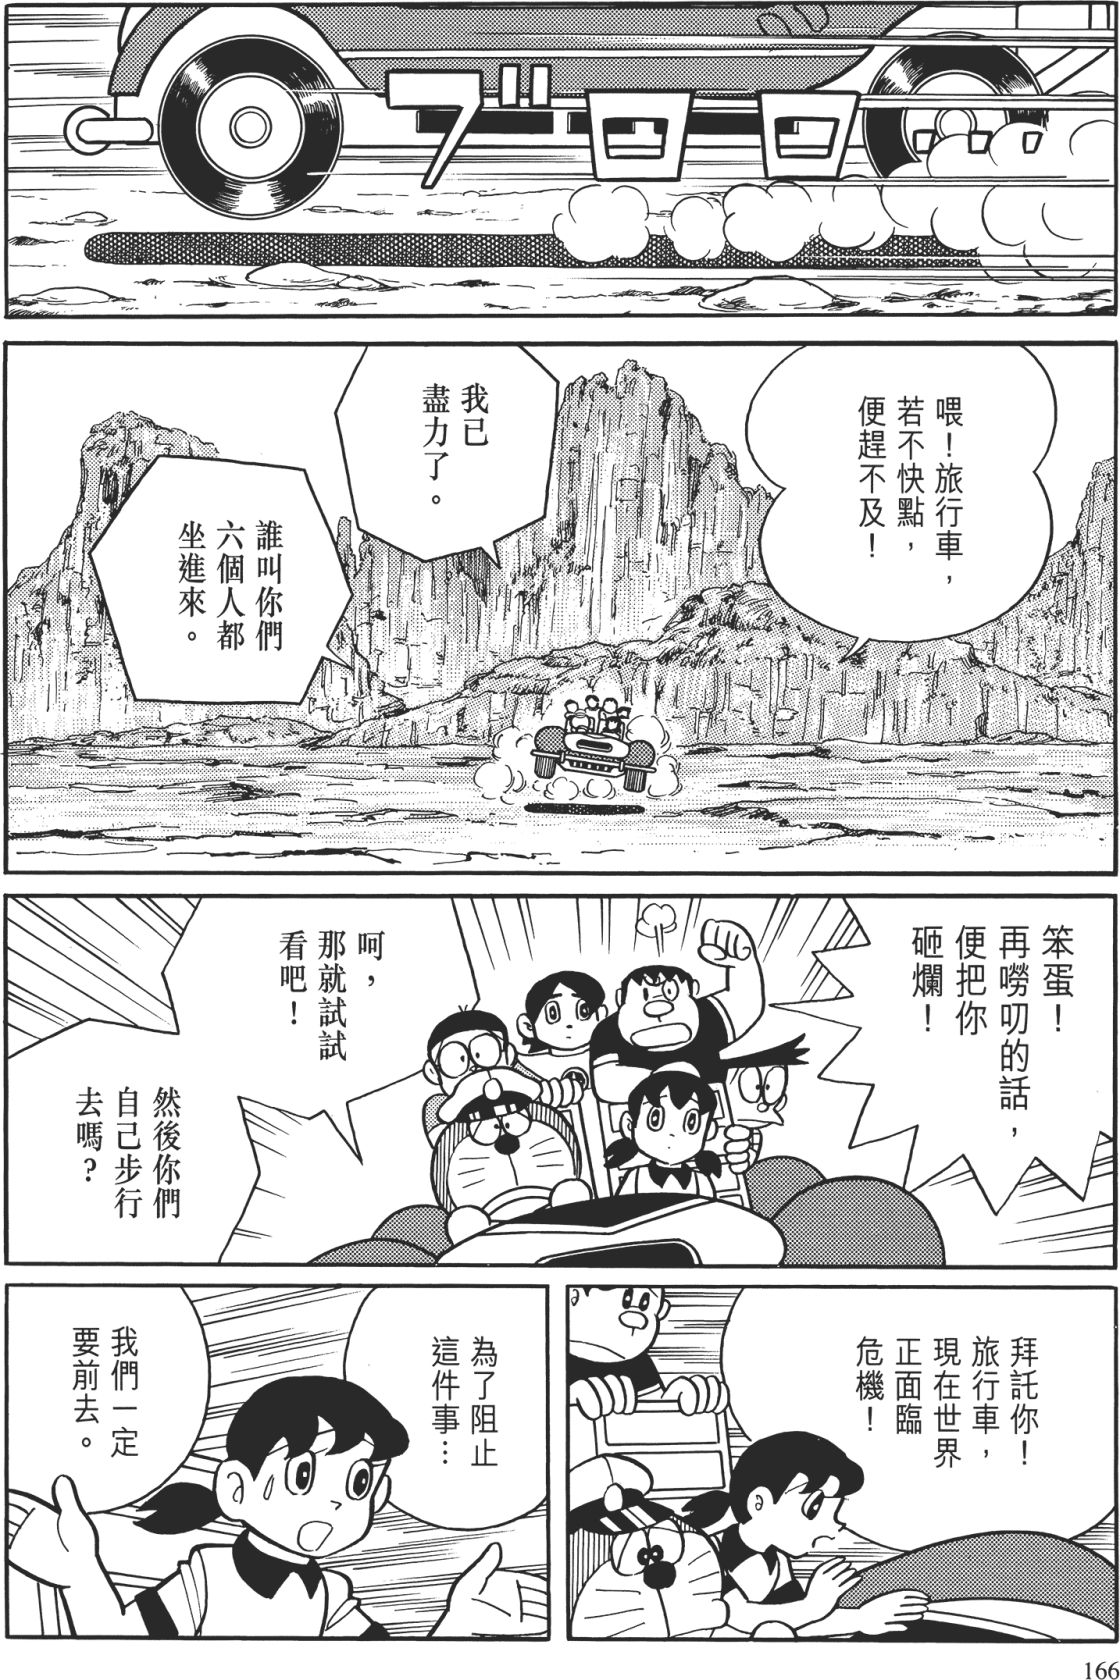 ブロロ
喂！旅行車，
若不快點，
便趕不及！
我已
盡力了。
誰叫你們
六個人都
坐進來。
笨蛋！
再嘮叨的話，
便把你
砸爛！
呵，
那就試試
看吧！
然後你們
自己步行
去嗎？
拜託你！
旅行車，
現在世界
正面臨
危機！
為了阻止
這件事…
我們一定
要前去。
166